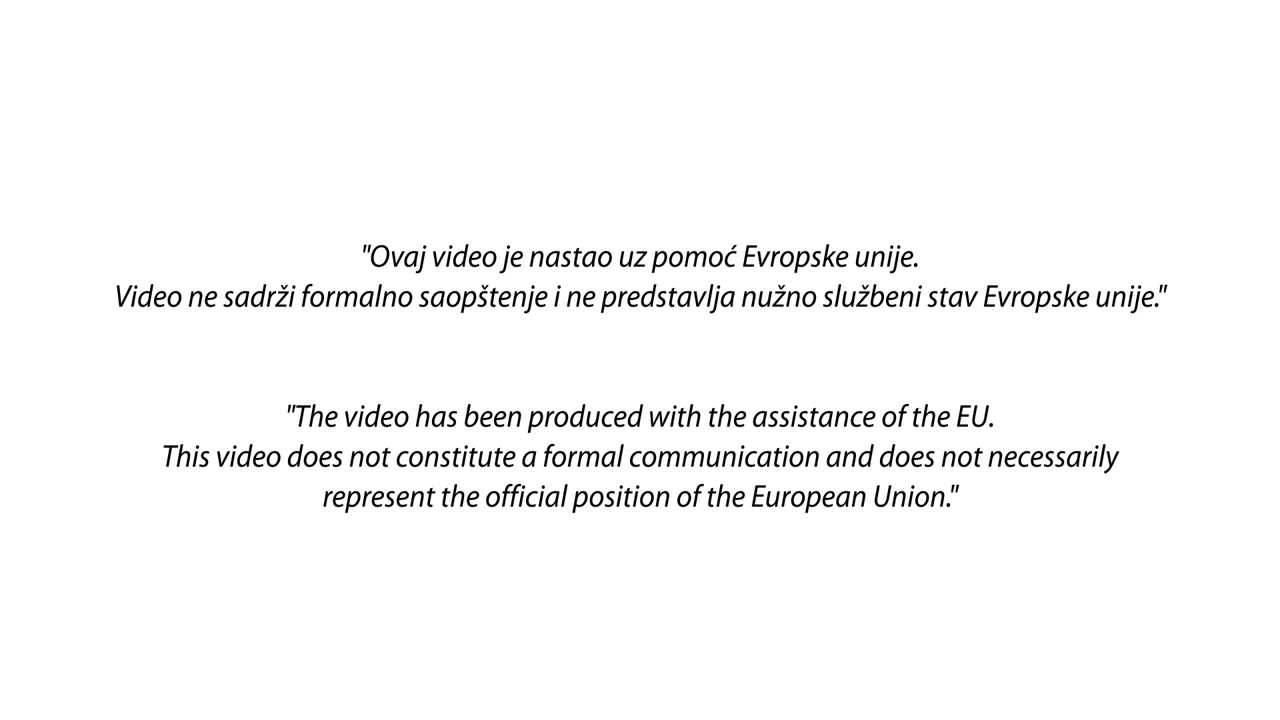 "Ovaj video je nastao uz pomoć Evropske unije.
Video ne sadrži formalno saopštenje i ne predstavlja nužno službeni stav Evropske unije."
"The video has been produced with the assistance of the EU.
This video does not constitute a formal communication and does not necessarily
represent the official position of the European Union."